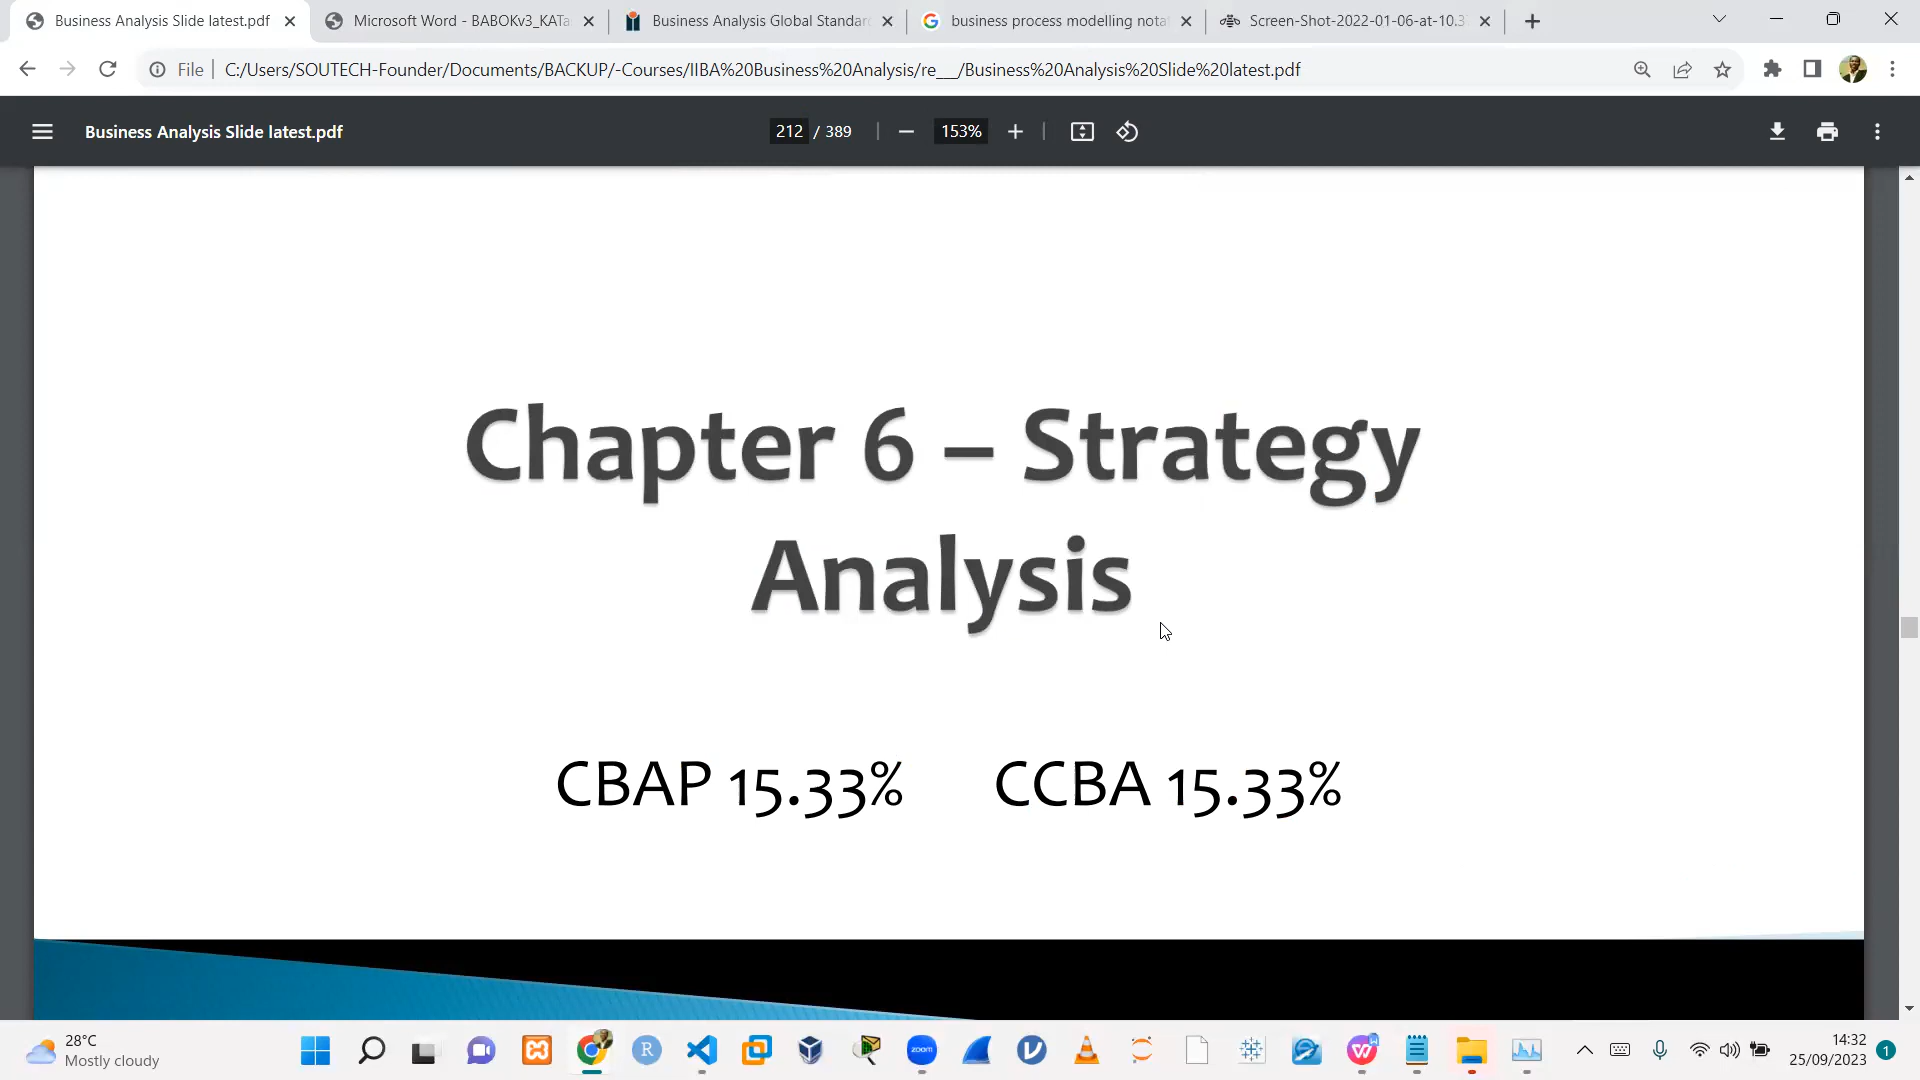 Business Analysis Slide latest.pdf
Microsoft Word - BABOKv3_KATa
Business Analysis Global Standar
business process modelling nota
Screen-Shot-2022-01-06-at-10.3
File
C:/Users/SOUTECH-Founder/Documents/BACKUP/-Courses/IIBA%20Business%20Analysis/re___/Business%20Analysis%20Slide%20latest.pdf
Business Analysis Slide latest.pdf
212 / 389
153%
Chapter 6 – Strategy
Analysis
CBAP 15.33% CCBA 15.33%
28°C
Mostly cloudy
R
zoom
14:32
25/09/2023
1